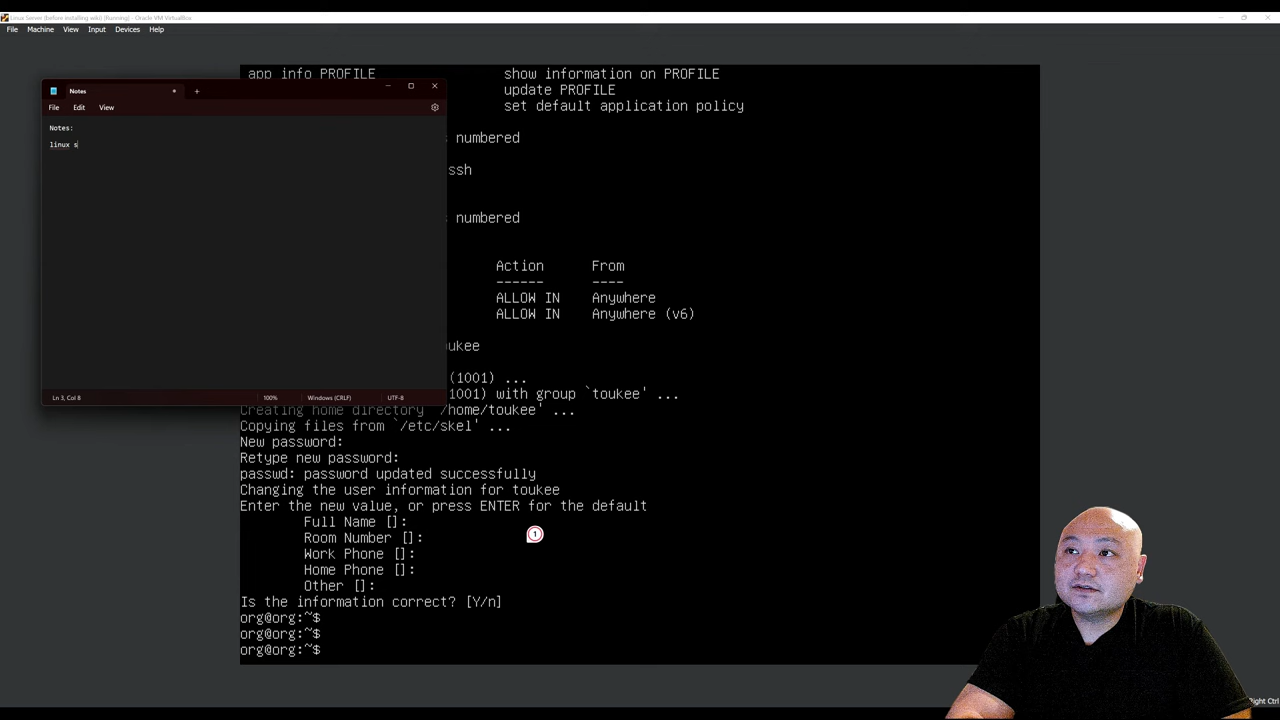 Linux Server (before installing wiki) [Running] - Oracle VM VirtualBox
File Machine View Input Devices Help
app info PROFILE show information on PROFILE
update PROFILE
set default application policy
Notes
File Edit View
Notes:
linux s
Ln 3, Col 8 100% Windows (CRLF) UTF-8
numbered
ssh
numbered
Action From
------ ----
ALLOW IN Anywhere
ALLOW IN Anywhere (v6)
ukee
(1001) ...
(1001) with group `toukee' ...
Creating home directory `/home/toukee' ...
Copying files from `/etc/skel' ...
New password:
Retype new password:
passwd: password updated successfully
Changing the user information for toukee
Enter the new value, or press ENTER for the default
Full Name []:
Room Number []:
Work Phone []:
Home Phone []:
Other []:
Is the information correct? [Y/n]
org@org:~$
org@org:~$
org@org:~$
1
Right Ctrl